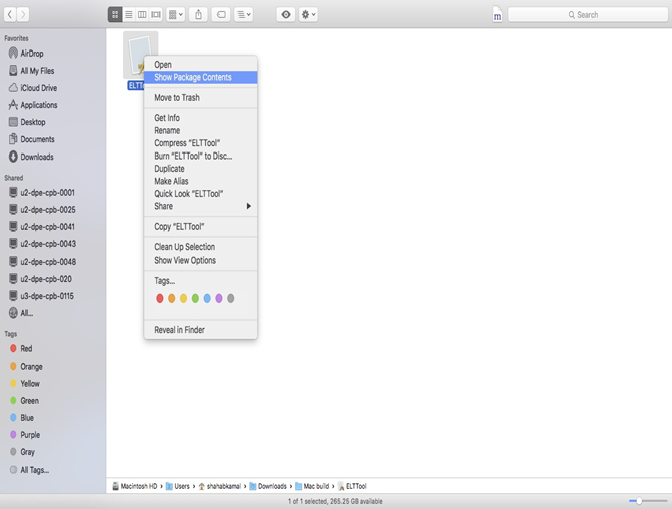 Search
Favorites
AirDrop
All My Files
iCloud Drive
Applications
Desktop
Documents
Downloads
Shared
u2-dpe-cpb-0001
u2-dpe-cpb-0025
u2-dpe-cpb-0041
u2-dpe-cpb-0043
u2-dpe-cpb-0048
u2-dpe-cpb-020
u3-dpe-cpb-0115
All...
Tags
Red
Orange
Yellow
Green
Blue
Purple
Gray
All Tags...
Open
Show Package Contents
Move to Trash
Get Info
Rename
Compress “ELTTool”
Burn “ELTTool” to Disc...
Duplicate
Make Alias
Quick Look “ELTTool”
Share
Copy “ELTTool”
Clean Up Selection
Show View Options
Tags...
Reveal in Finder
Macintosh HD › Users › shahabkamal › Downloads › Mac build › ELTTool
1 of 1 selected, 265.25 GB available